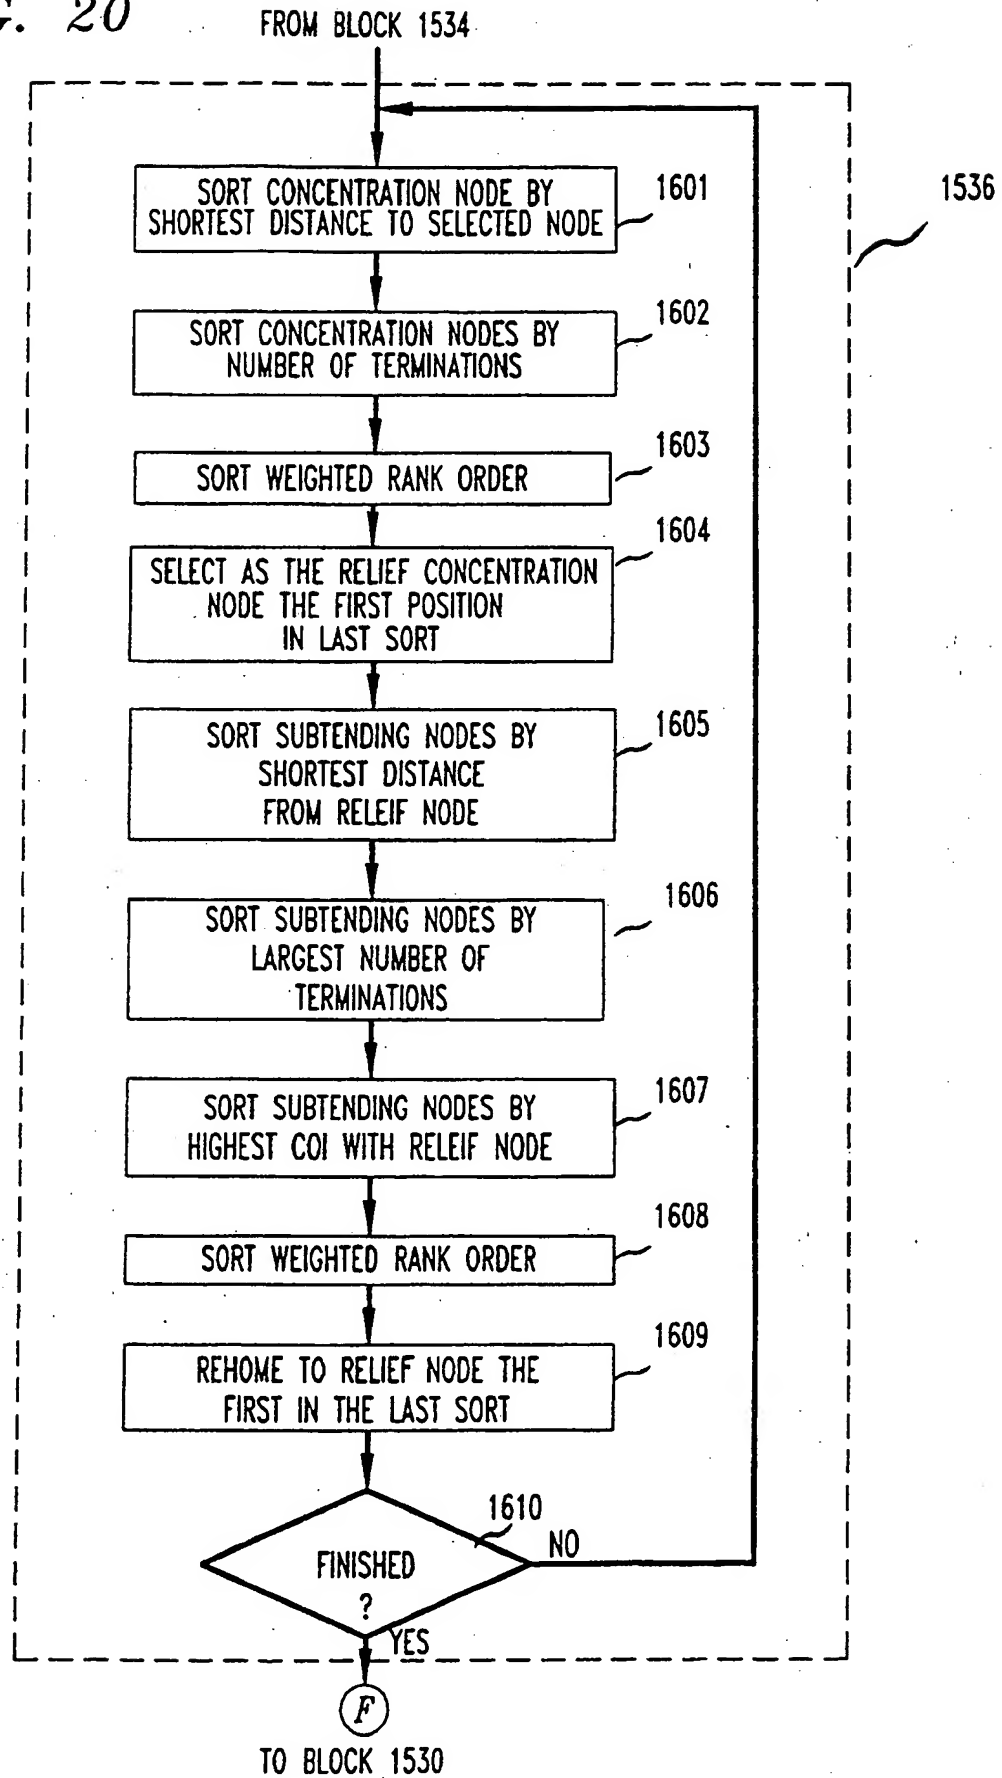 G. 20
FROM BLOCK 1534
1536
SORT CONCENTRATION NODE BY
SHORTEST DISTANCE TO SELECTED NODE
1601
SORT CONCENTRATION NODES BY
NUMBER OF TERMINATIONS
1602
SORT WEIGHTED RANK ORDER
1603
SELECT AS THE RELIEF CONCENTRATION
NODE THE FIRST POSITION
IN LAST SORT
1604
SORT SUBTENDING NODES BY
SHORTEST DISTANCE
FROM RELEIF NODE
1605
SORT SUBTENDING NODES BY
LARGEST NUMBER OF
TERMINATIONS
1606
SORT SUBTENDING NODES BY
HIGHEST COI WITH RELEIF NODE
1607
SORT WEIGHTED RANK ORDER
1608
REHOME TO RELIEF NODE THE
FIRST IN THE LAST SORT
1609
FINISHED
?
1610
NO
YES
F
TO BLOCK 1530